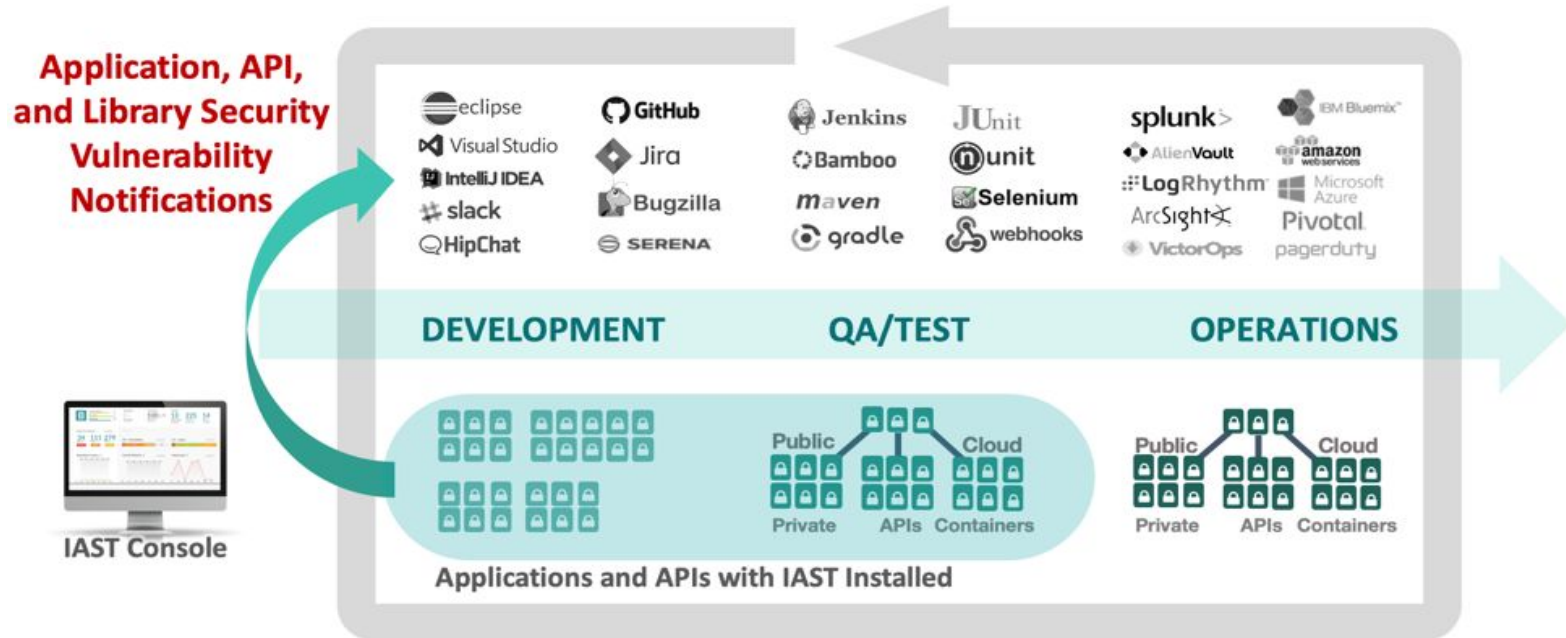 Application, API,
and Library Security
Vulnerability
Notifications
eclipse
Visual Studio
IntelliJ IDEA
slack
HipChat
GitHub
Jira
Bugzilla
SERENA
Jenkins
Bamboo
maven
gradle
JUnit
nunit
Selenium
webhooks
splunk>
AlienVault
LogRhythm
ArcSight
VictorOps
IBM Bluemix™
amazon
webservices
Microsoft
Azure
Pivotal
pagerduty
DEVELOPMENT
QA/TEST
OPERATIONS
IAST Console
Public
Cloud
Private
APIs
Containers
Public
Cloud
Private
APIs
Containers
Applications and APIs with IAST Installed